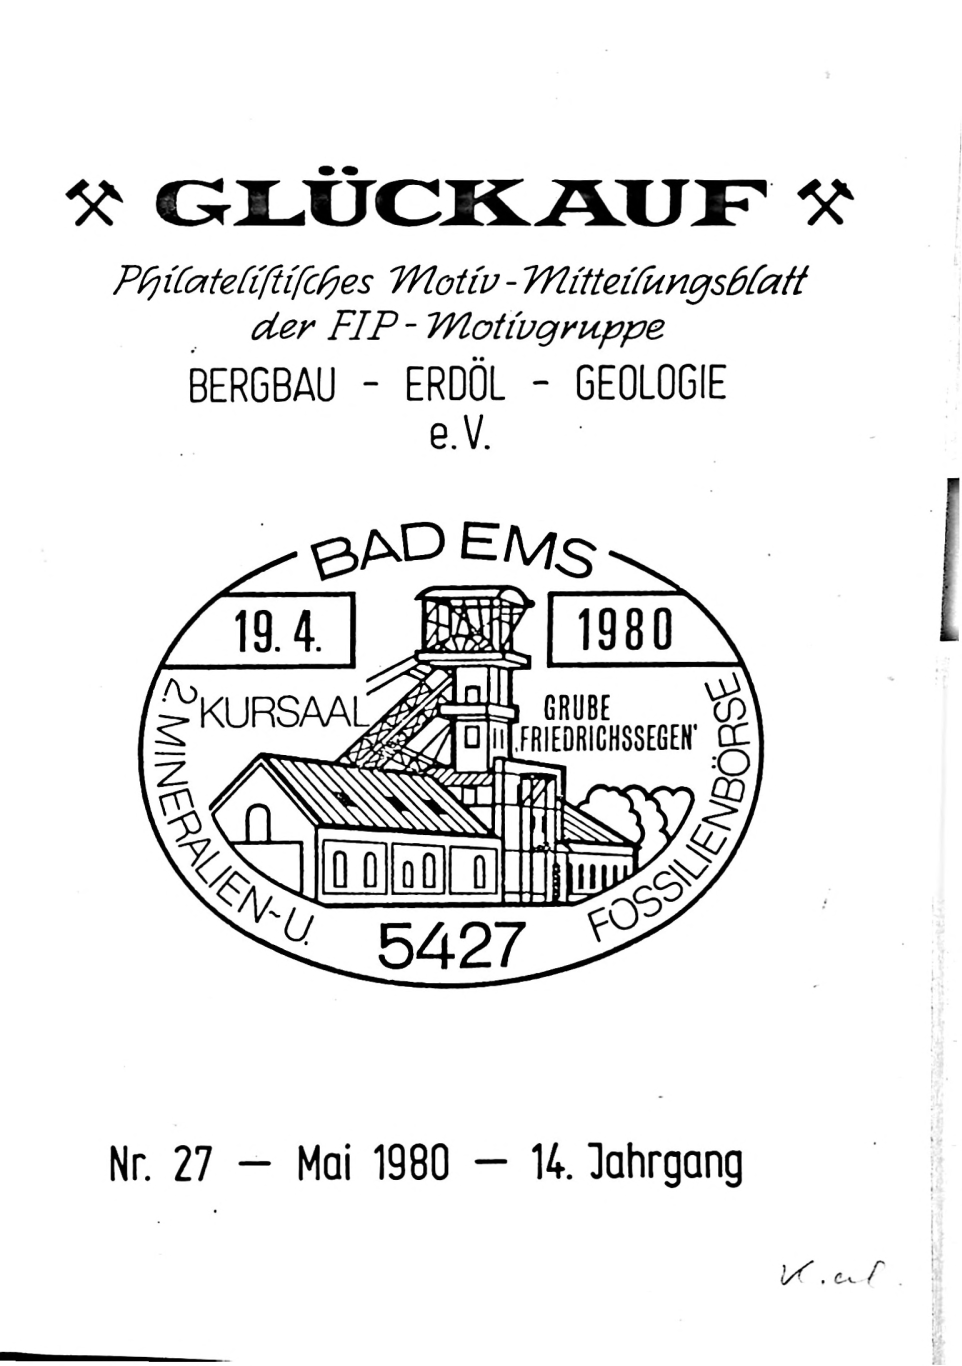 GLÜCKAUF
Philatelistisches Motiv-Mitteilungsblatt
der FIP-Motivgruppe
BERGBAU - ERDÖL - GEOLOGIE
e.V.
BAD EMS
19. 4. 1980
KURSAAL
GRUBE
‚FRIEDRICHSSEGEN'
2. MINERALIEN- U.
FOSSILIENBÖRSE
5427
Nr. 27 — Mai 1980 — 14. Jahrgang